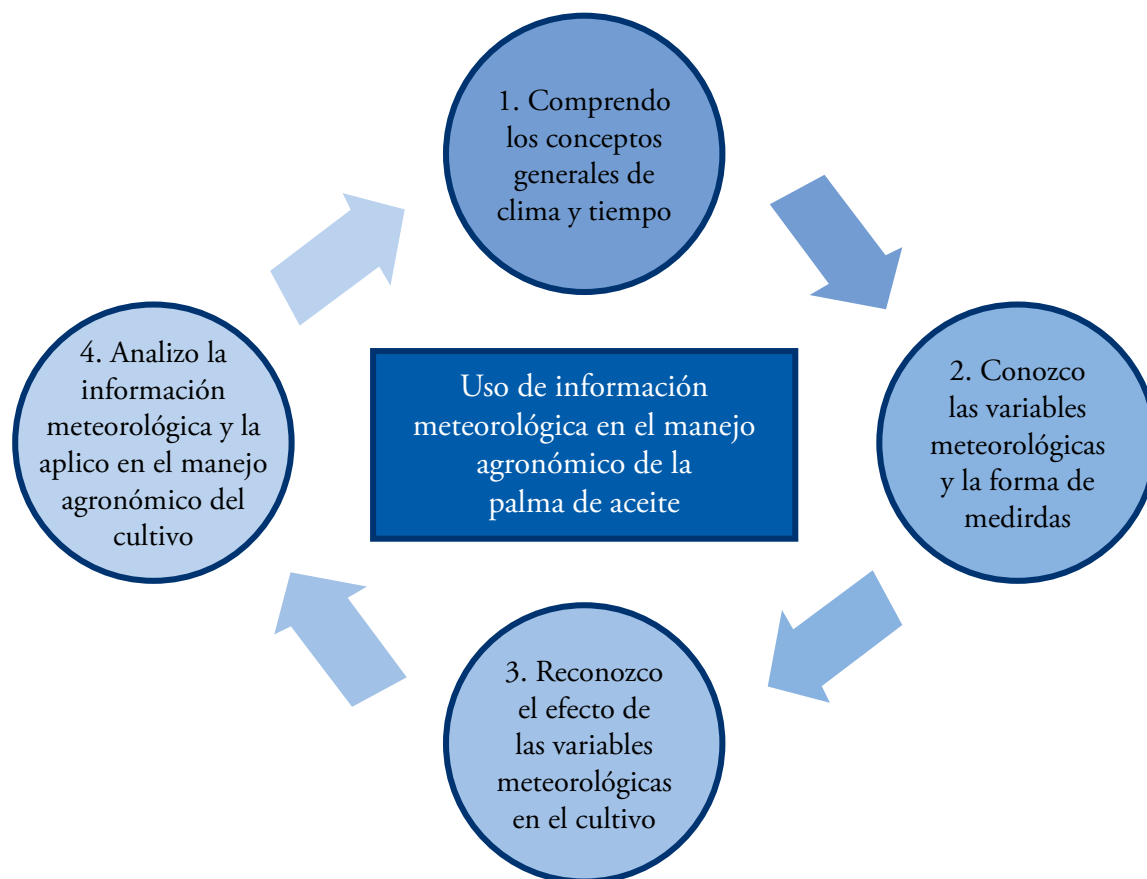 1. Comprendo
los conceptos
generales de
clima y tiempo
2. Conozco
las variables
meteorológicas
y la forma de
medirdas
3. Reconozco
el efecto de
las variables
meteorológicas
en el cultivo
4. Analizo la
información
meteorológica y la
aplico en el manejo
agronómico del
cultivo
Uso de información
meteorológica en el manejo
agronómico de la
palma de aceite